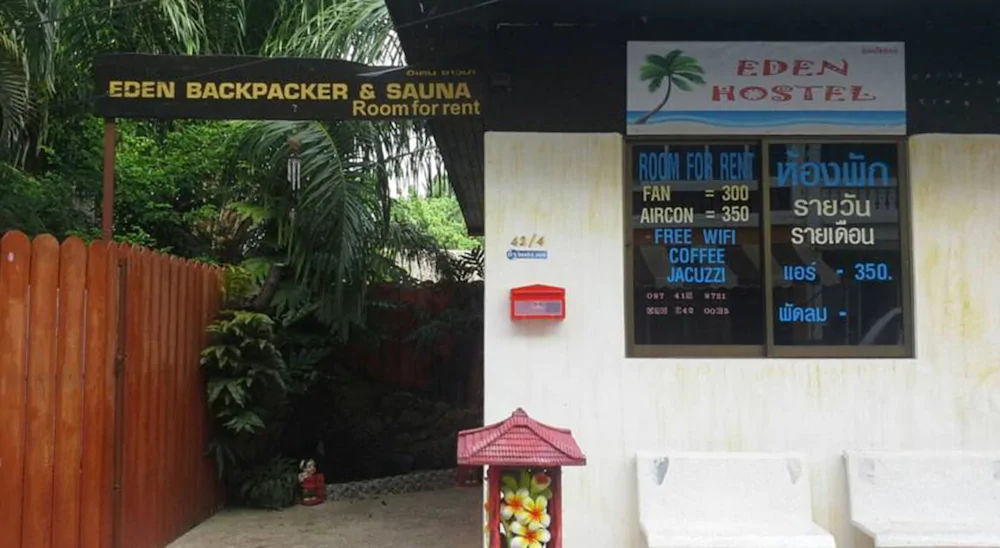 EDEN BACKPACKER & SAUNA
Room for rent
EDEN
HOSTEL
ROOM FOR RENT
FAN = 300
AIRCON = 350
FREE WIFI
COFFEE
JACUZZI
ห้องพัก
รายวัน
รายเดือน
แอร์ - 350.
พัดลม -
42/4